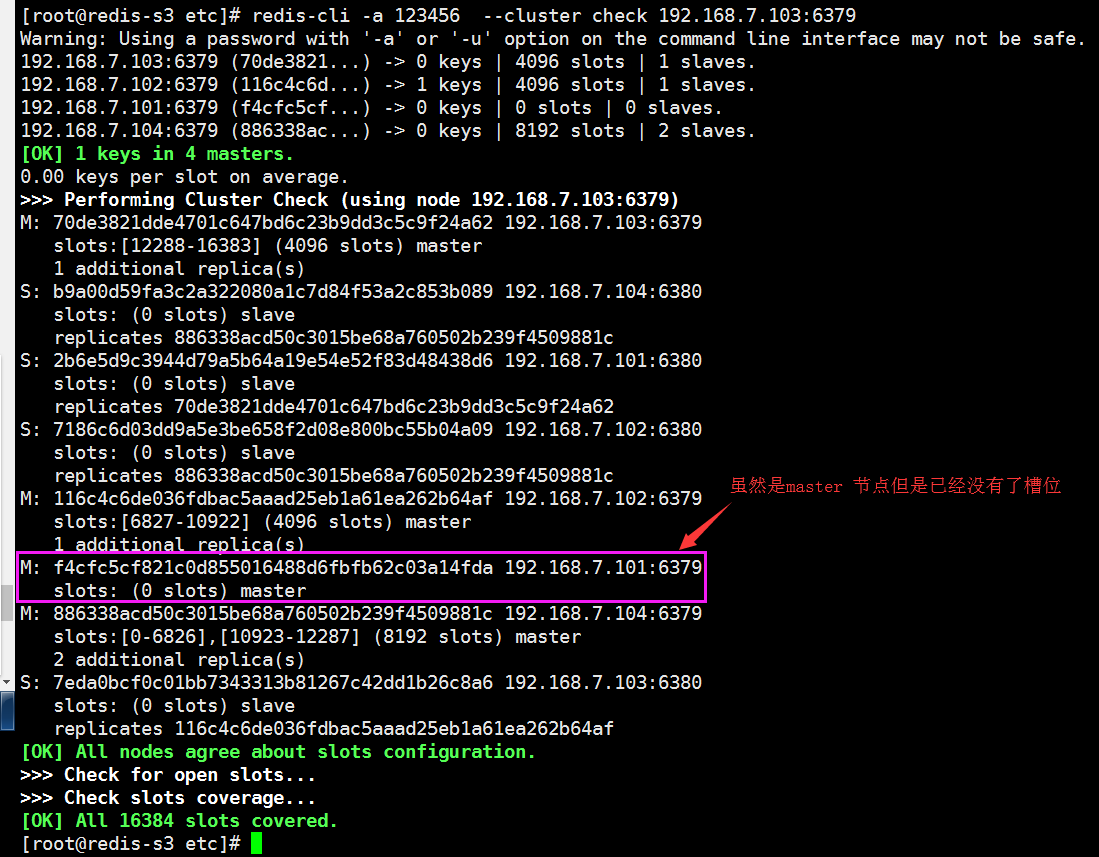 [root@redis-s3 etc]# redis-cli -a 123456  --cluster check 192.168.7.103:6379
Warning: Using a password with '-a' or '-u' option on the command line interface may not be safe.
192.168.7.103:6379 (70de3821...) -> 0 keys | 4096 slots | 1 slaves.
192.168.7.102:6379 (116c4c6d...) -> 1 keys | 4096 slots | 1 slaves.
192.168.7.101:6379 (f4cfc5cf...) -> 0 keys | 0 slots | 0 slaves.
192.168.7.104:6379 (886338ac...) -> 0 keys | 8192 slots | 2 slaves.
[OK] 1 keys in 4 masters.
0.00 keys per slot on average.
>>> Performing Cluster Check (using node 192.168.7.103:6379)
M: 70de3821dde4701c647bd6c23b9dd3c5c9f24a62 192.168.7.103:6379
   slots:[12288-16383] (4096 slots) master
   1 additional replica(s)
S: b9a00d59fa3c2a322080a1c7d84f53a2c853b089 192.168.7.104:6380
   slots: (0 slots) slave
   replicates 886338acd50c3015be68a760502b239f4509881c
S: 2b6e5d9c3944d79a5b64a19e54e52f83d48438d6 192.168.7.101:6380
   slots: (0 slots) slave
   replicates 70de3821dde4701c647bd6c23b9dd3c5c9f24a62
S: 7186c6d03dd9a5e3be658f2d08e800bc55b04a09 192.168.7.102:6380
   slots: (0 slots) slave
   replicates 886338acd50c3015be68a760502b239f4509881c
M: 116c4c6de036fdbac5aaad25eb1a61ea262b64af 192.168.7.102:6379
虽然是master 节点但是已经没有了槽位
   slots:[6827-10922] (4096 slots) master
   1 additional replica(s)
M: f4cfc5cf821c0d855016488d6fbfb62c03a14fda 192.168.7.101:6379
   slots: (0 slots) master
M: 886338acd50c3015be68a760502b239f4509881c 192.168.7.104:6379
   slots:[0-6826],[10923-12287] (8192 slots) master
   2 additional replica(s)
S: 7eda0bcf0c01bb7343313b81267c42dd1b26c8a6 192.168.7.103:6380
   slots: (0 slots) slave
   replicates 116c4c6de036fdbac5aaad25eb1a61ea262b64af
[OK] All nodes agree about slots configuration.
>>> Check for open slots...
>>> Check slots coverage...
[OK] All 16384 slots covered.
[root@redis-s3 etc]#